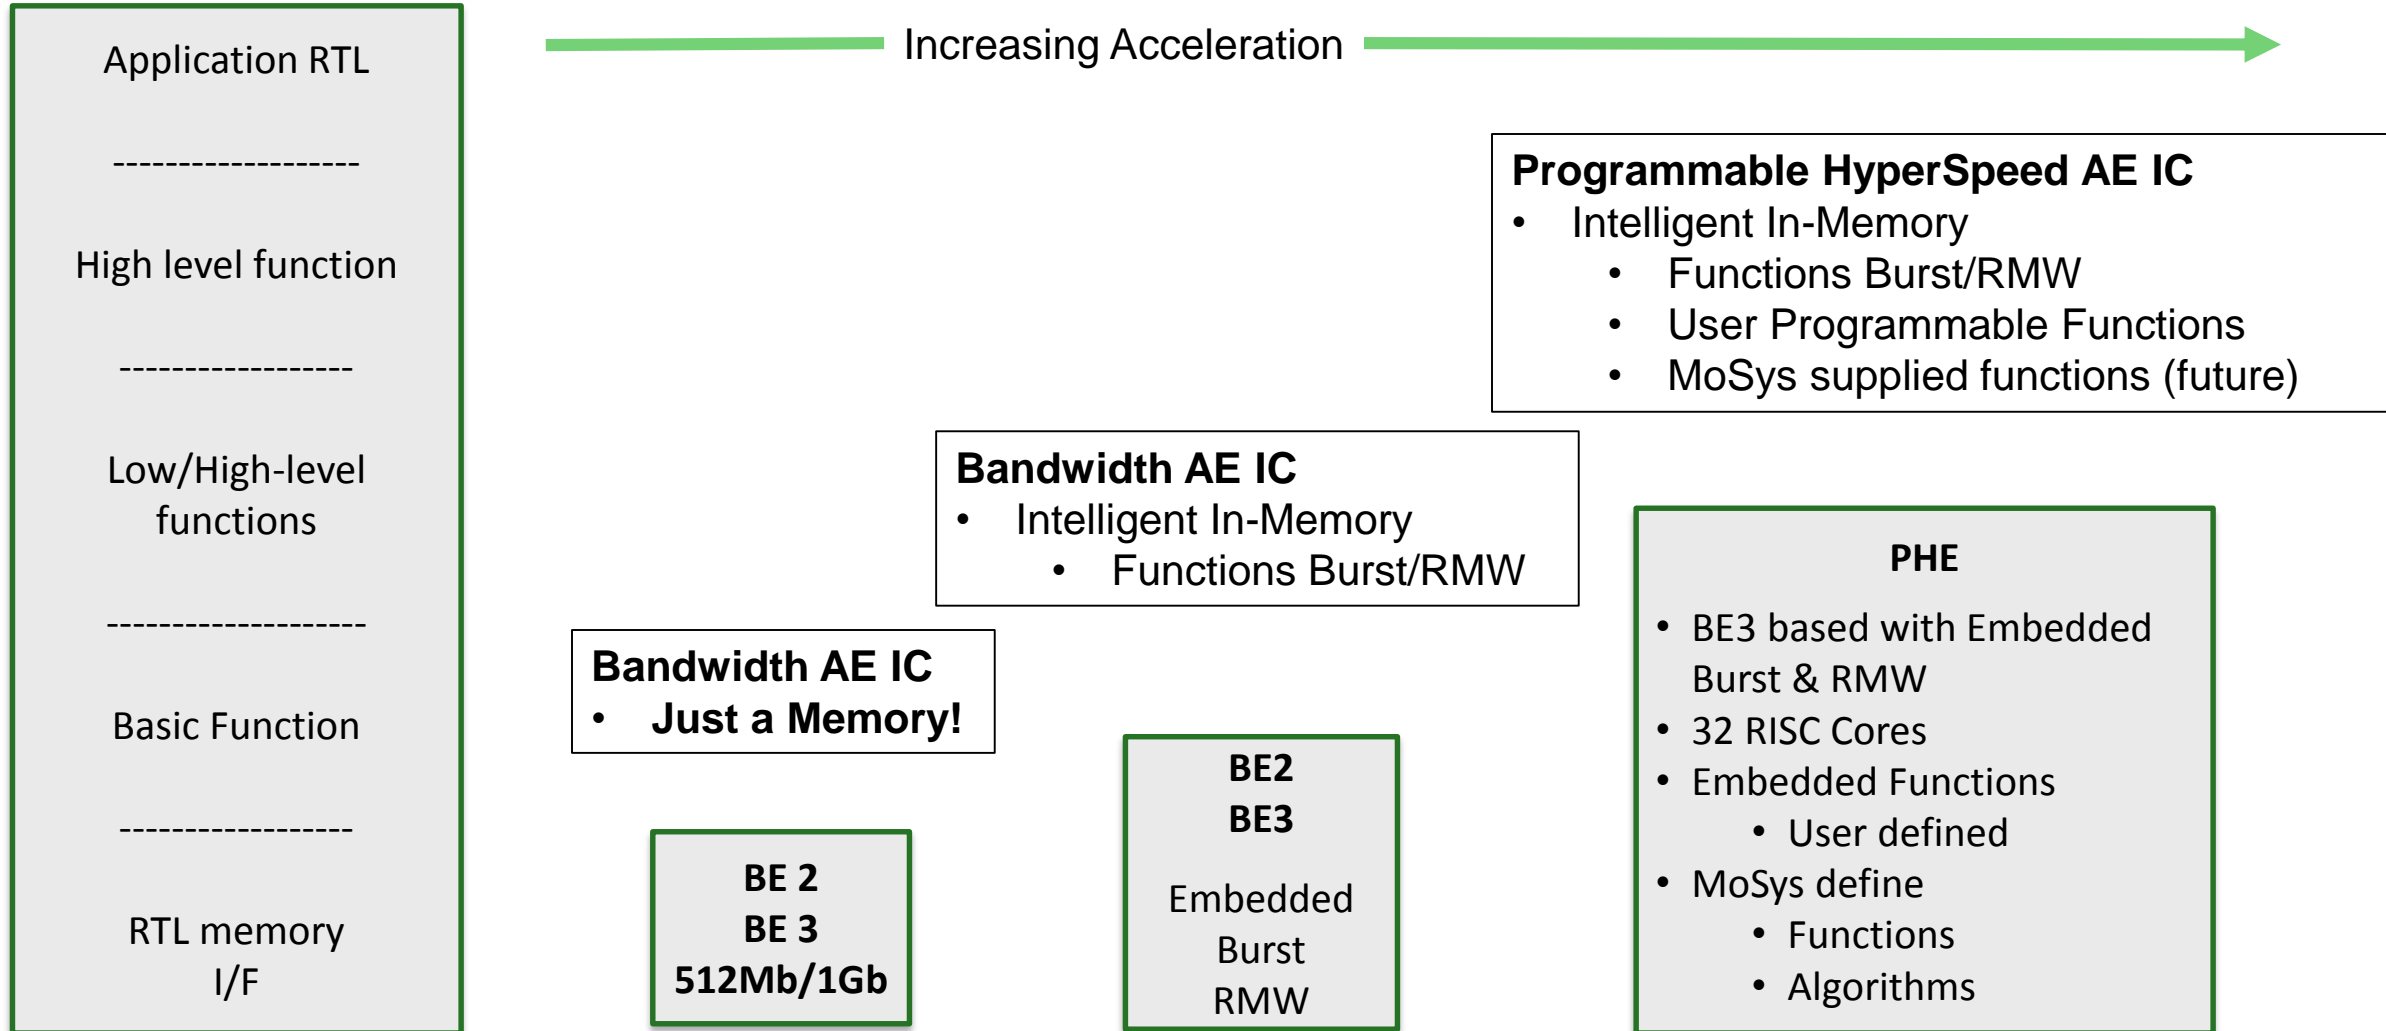 Application RTL
-------------------
High level function
------------------
Low/High-level
functions
--------------------
Basic Function
------------------
RTL memory
I/F
Increasing Acceleration
Programmable HyperSpeed AE IC
• Intelligent In-Memory
• Functions Burst/RMW
• User Programmable Functions
• MoSys supplied functions (future)
Bandwidth AE IC
• Intelligent In-Memory
• Functions Burst/RMW
Bandwidth AE IC
• Just a Memory!
BE 2
BE 3
512Mb/1Gb
BE2
BE3
Embedded
Burst
RMW
PHE
• BE3 based with Embedded
Burst & RMW
• 32 RISC Cores
• Embedded Functions
• User defined
• MoSys define
• Functions
• Algorithms